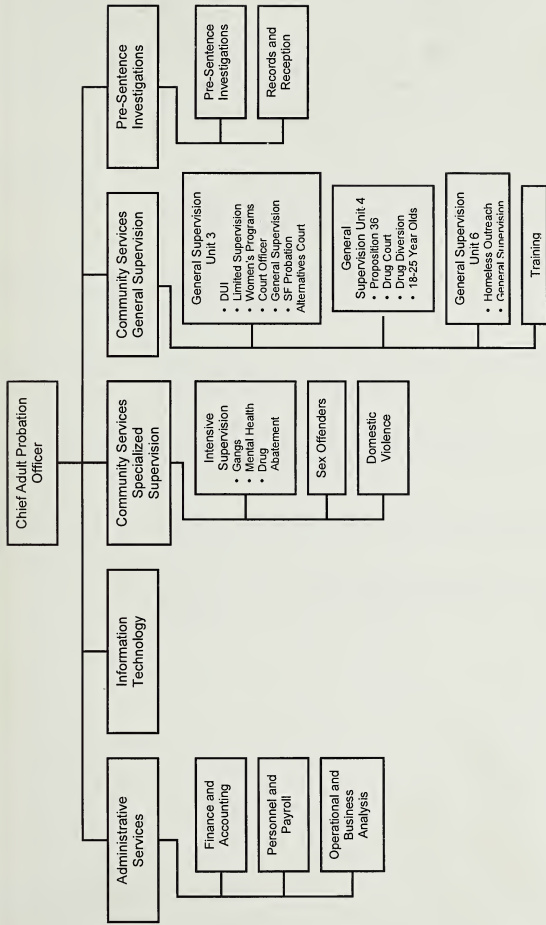 Chief Adult Probation
Officer
Administrative
Services
Finance and
Accounting
Personnel and
Payroll
Operational and
Business
Analysis
Information
Technology
Community Services
Specialized
Supervision
Intensive
Supervision
• Gangs
• Mental Health
• Drug
Abatement
Sex Offenders
Domestic
Violence
Community Services
General Supervision
General Supervision
Unit 3
• DUI
• Limited Supervision
• Women's Programs
• Court Officer
• General Supervision
• SF Probation
Alternatives Court
General
Supervision Unit 4
• Proposition 36
• Drug Court
• Drug Diversion
• 18-25 Year Olds
General Supervision
Unit 6
• Homeless Outreach
• General Supervision
Training
Pre-Sentence
Investigations
Pre-Sentence
Investigations
Records and
Reception